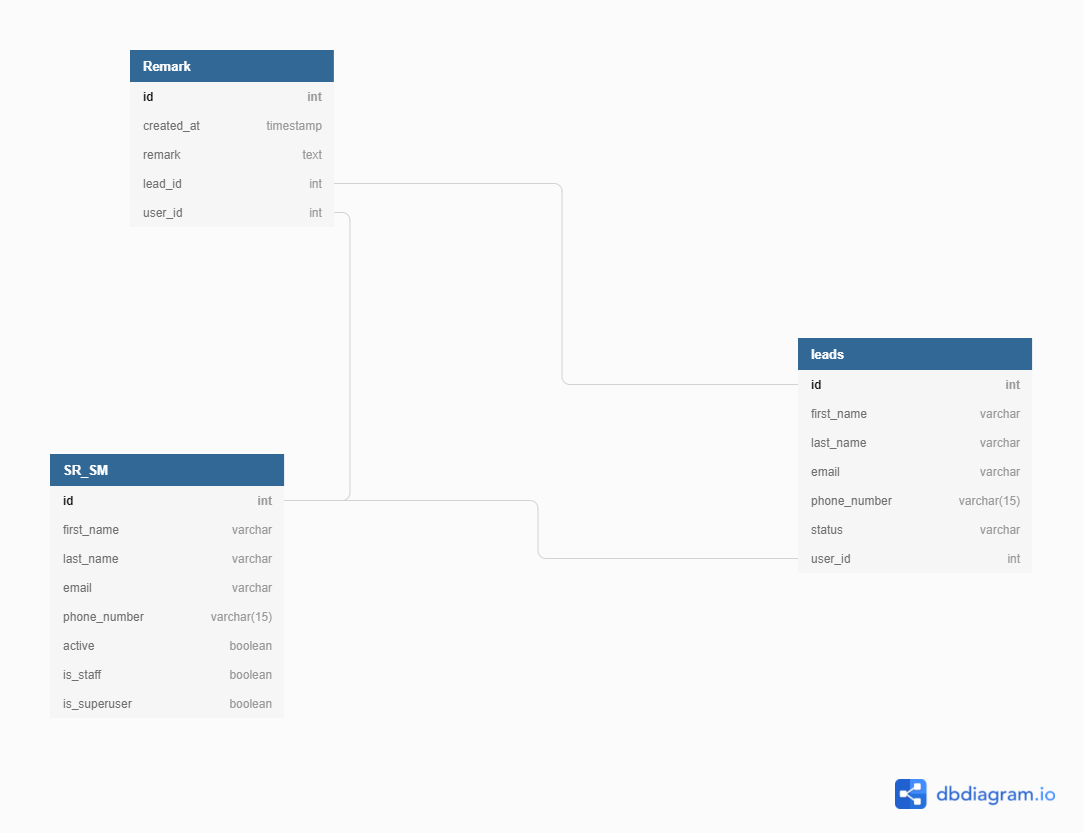 Remark
id int
created_at timestamp
remark text
lead_id int
user_id int
leads
id int
first_name varchar
last_name varchar
email varchar
phone_number varchar(15)
status varchar
user_id int
SR_SM
id int
first_name varchar
last_name varchar
email varchar
phone_number varchar(15)
active boolean
is_staff boolean
is_superuser boolean
dbdiagram.io